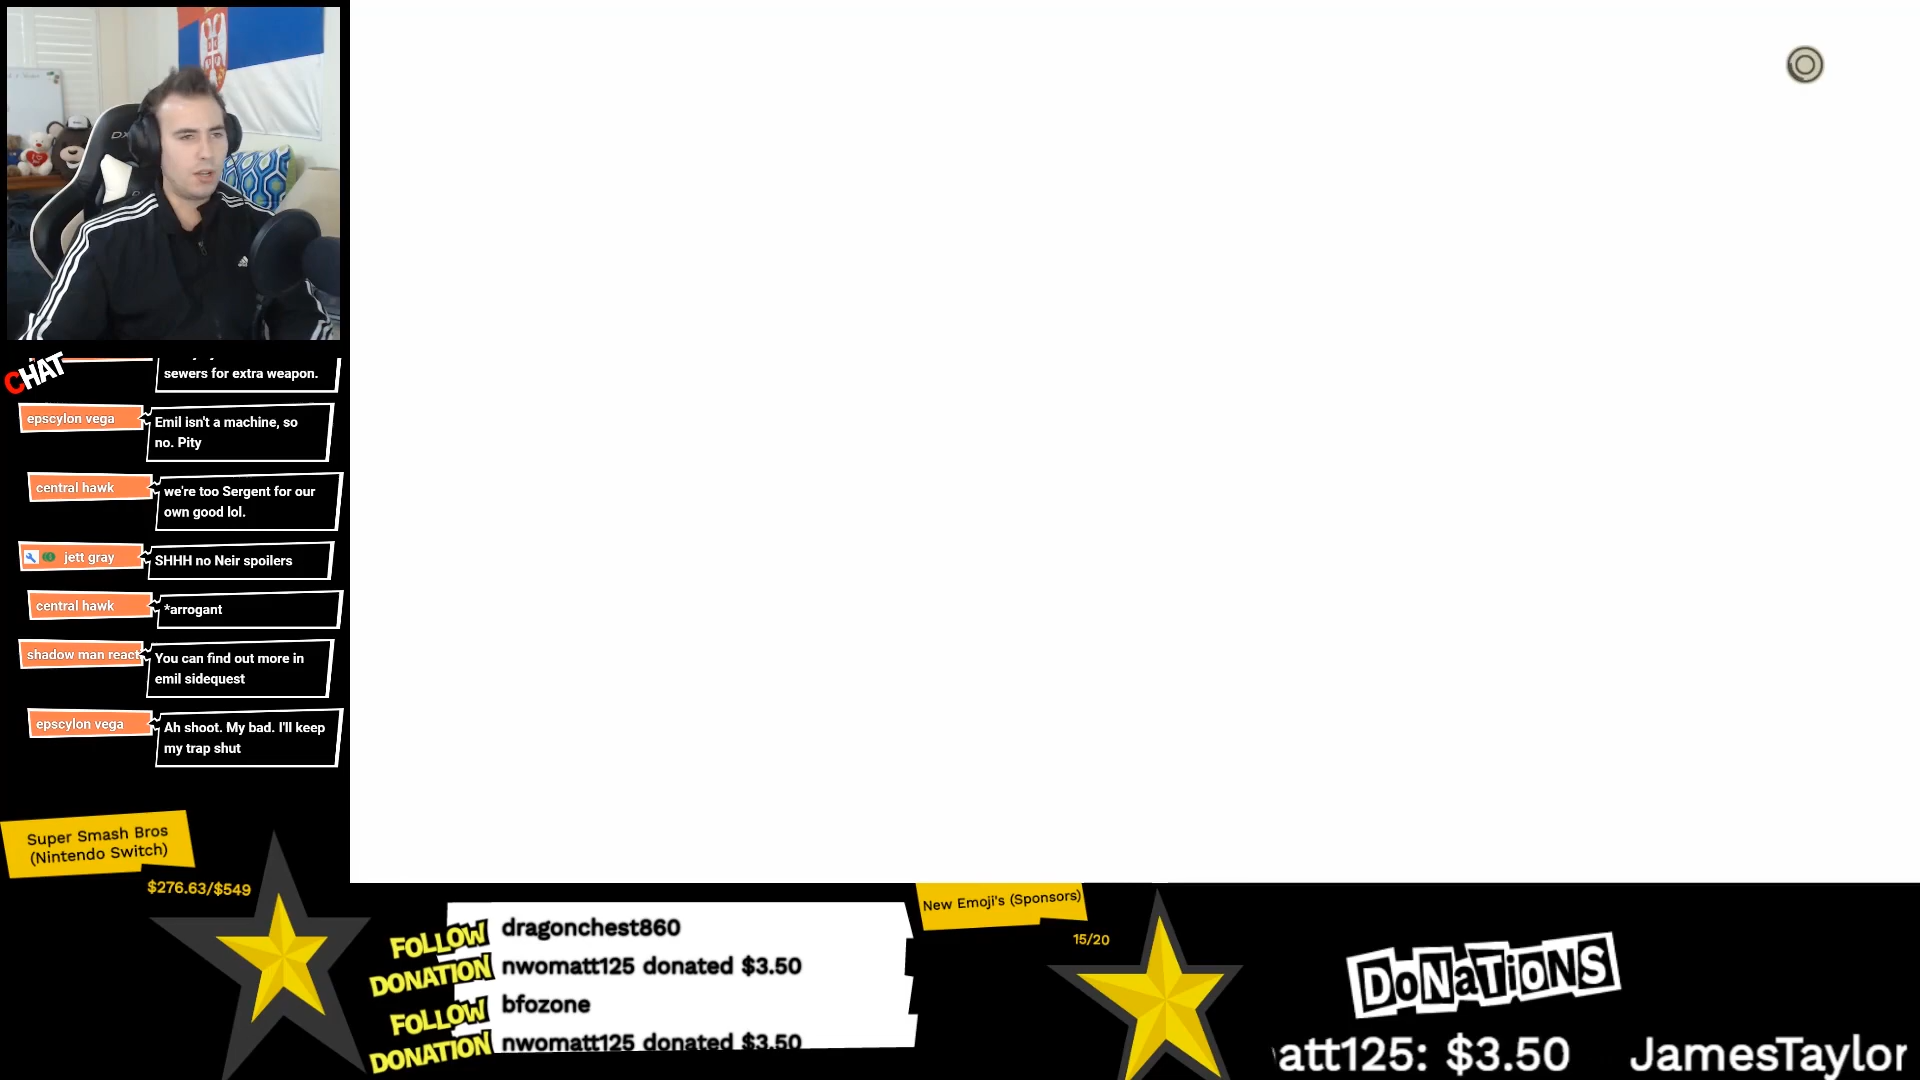 DX
CHAT
sewers for extra weapon.
epscylon vega
Emil isn't a machine, so
no. Pity
central hawk
we're too Sergent for our
own good lol.
jett gray
SHHH no Neir spoilers
central hawk
*arrogant
shadow man react
You can find out more in
emil sidequest
epscylon vega
Ah shoot. My bad. I'll keep
my trap shut
Super Smash Bros
(Nintendo Switch)
$276.63/$549
FOLLOW dragonchest860
DONATION nwomatt125 donated $3.50
FOLLOW bfozone
DONATION nwomatt125 donated $3.50
New Emoji's (Sponsors)
15/20
DoNaTiONS
att125: $3.50 JamesTaylor